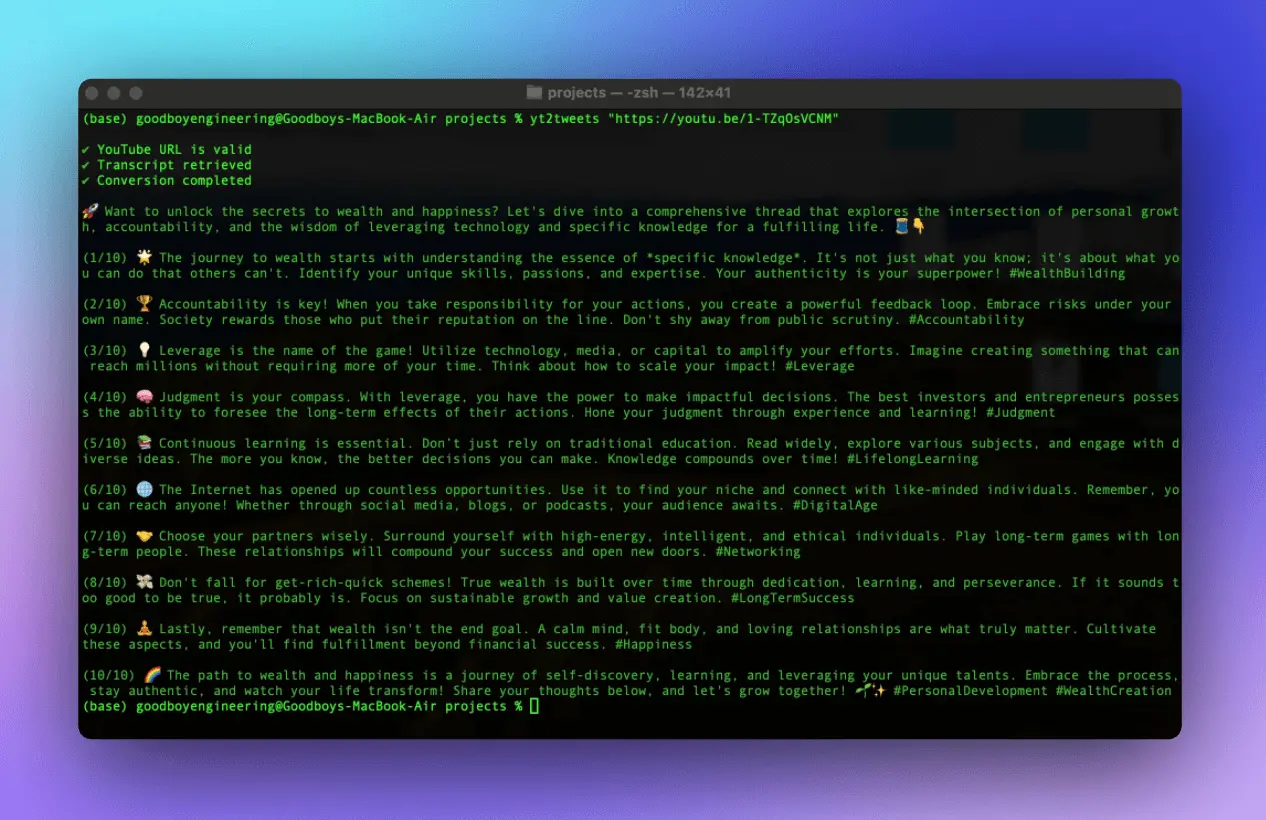 projects — -zsh — 142×41
(base) goodboyengineering@Goodboys-MacBook-Air projects % yt2tweets "https://youtu.be/1-TZqOsVCNM"
✔ YouTube URL is valid
✔ Transcript retrieved
✔ Conversion completed
🚀 Want to unlock the secrets to wealth and happiness? Let's dive into a comprehensive thread that explores the intersection of personal growt
h, accountability, and the wisdom of leveraging technology and specific knowledge for a fulfilling life. 🧵👇
(1/10) 🌟 The journey to wealth starts with understanding the essence of *specific knowledge*. It's not just what you know; it's about what yo
u can do that others can't. Identify your unique skills, passions, and expertise. Your authenticity is your superpower! #WealthBuilding
(2/10) 🏆 Accountability is key! When you take responsibility for your actions, you create a powerful feedback loop. Embrace risks under your
own name. Society rewards those who put their reputation on the line. Don't shy away from public scrutiny. #Accountability
(3/10) 💡 Leverage is the name of the game! Utilize technology, media, or capital to amplify your efforts. Imagine creating something that can
reach millions without requiring more of your time. Think about how to scale your impact! #Leverage
(4/10) 🧠 Judgment is your compass. With leverage, you have the power to make impactful decisions. The best investors and entrepreneurs posses
s the ability to foresee the long-term effects of their actions. Hone your judgment through experience and learning! #Judgment
(5/10) 📚 Continuous learning is essential. Don't just rely on traditional education. Read widely, explore various subjects, and engage with d
iverse ideas. The more you know, the better decisions you can make. Knowledge compounds over time! #LifelongLearning
(6/10) 🌐 The Internet has opened up countless opportunities. Use it to find your niche and connect with like-minded individuals. Remember, yo
u can reach anyone! Whether through social media, blogs, or podcasts, your audience awaits. #DigitalAge
(7/10) 🤝 Choose your partners wisely. Surround yourself with high-energy, intelligent, and ethical individuals. Play long-term games with lon
g-term people. These relationships will compound your success and open new doors. #Networking
(8/10) 💸 Don't fall for get-rich-quick schemes! True wealth is built over time through dedication, learning, and perseverance. If it sounds t
oo good to be true, it probably is. Focus on sustainable growth and value creation. #LongTermSuccess
(9/10) 🧘 Lastly, remember that wealth isn't the end goal. A calm mind, fit body, and loving relationships are what truly matter. Cultivate
these aspects, and you'll find fulfillment beyond financial success. #Happiness
(10/10) 🌈 The path to wealth and happiness is a journey of self-discovery, learning, and leveraging your unique talents. Embrace the process,
stay authentic, and watch your life transform! Share your thoughts below, and let's grow together! 🌱✨ #PersonalDevelopment #WealthCreation
(base) goodboyengineering@Goodboys-MacBook-Air projects %